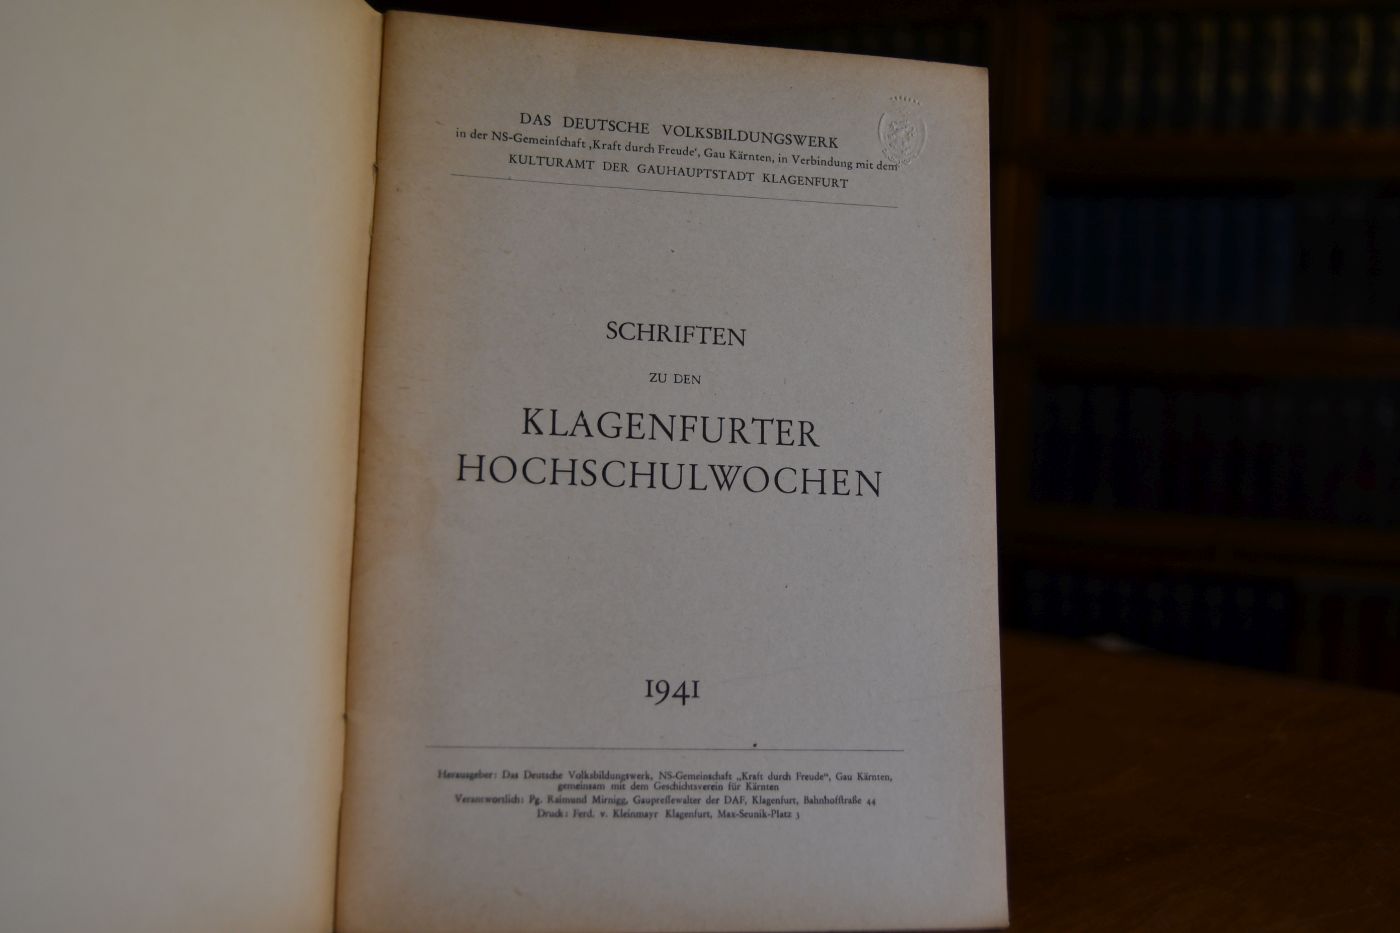 DAS DEUTSCHE VOLKSBILDUNGSWERK
in der NS-Gemeinſchaft ‚Kraft durch Freude‘, Gau Kärnten, in Verbindung mit dem
KULTURAMT DER GAUHAUPTSTADT KLAGENFURT
SCHRIFTEN
ZU DEN
KLAGENFURTER
HOCHSCHULWOCHEN
1941
Herausgeber: Das Deutsche Volksbildungswerk, NS-Gemeinschaft „Kraft durch Freude“, Gau Kärnten,
gemeinsam mit dem Geschichtsverein für Kärnten
Verantwortlich: Pg. Raimund Mirnigg, Gaupreſſewalter der DAF, Klagenfurt, Bahnhofſtraße 44
Druck: Ferd. v. Kleinmayr Klagenfurt, Max-Seunik-Platz 3